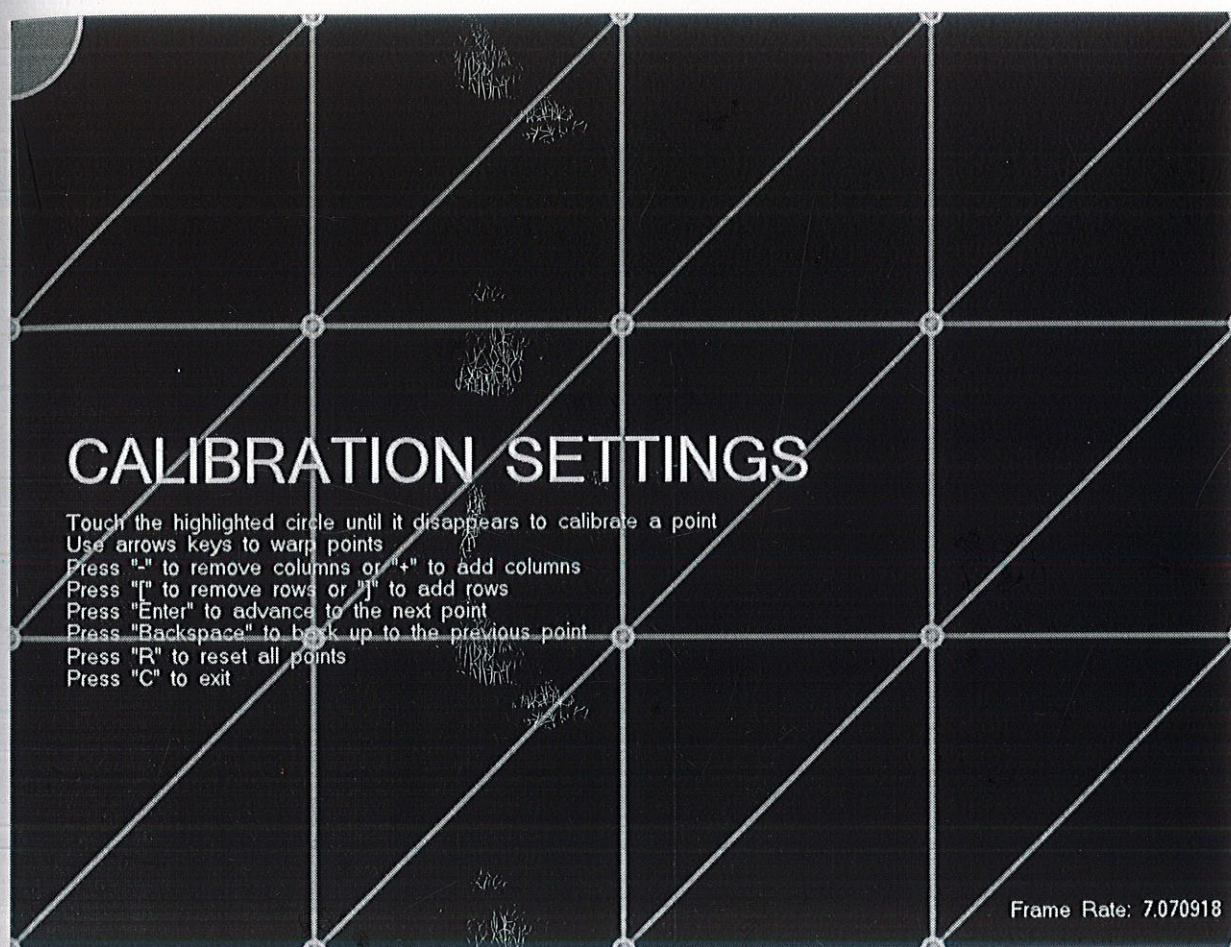 CALIBRATION SETTINGS
Touch the highlighted circle until it disappears to calibrate a point
Use arrows keys to warp points
Press "-" to remove columns or "+" to add columns
Press "[" to remove rows or "]" to add rows
Press "Enter" to advance to the next point
Press "Backspace" to back up to the previous point
Press "R" to reset all points
Press "C" to exit
Frame Rate: 7.070918